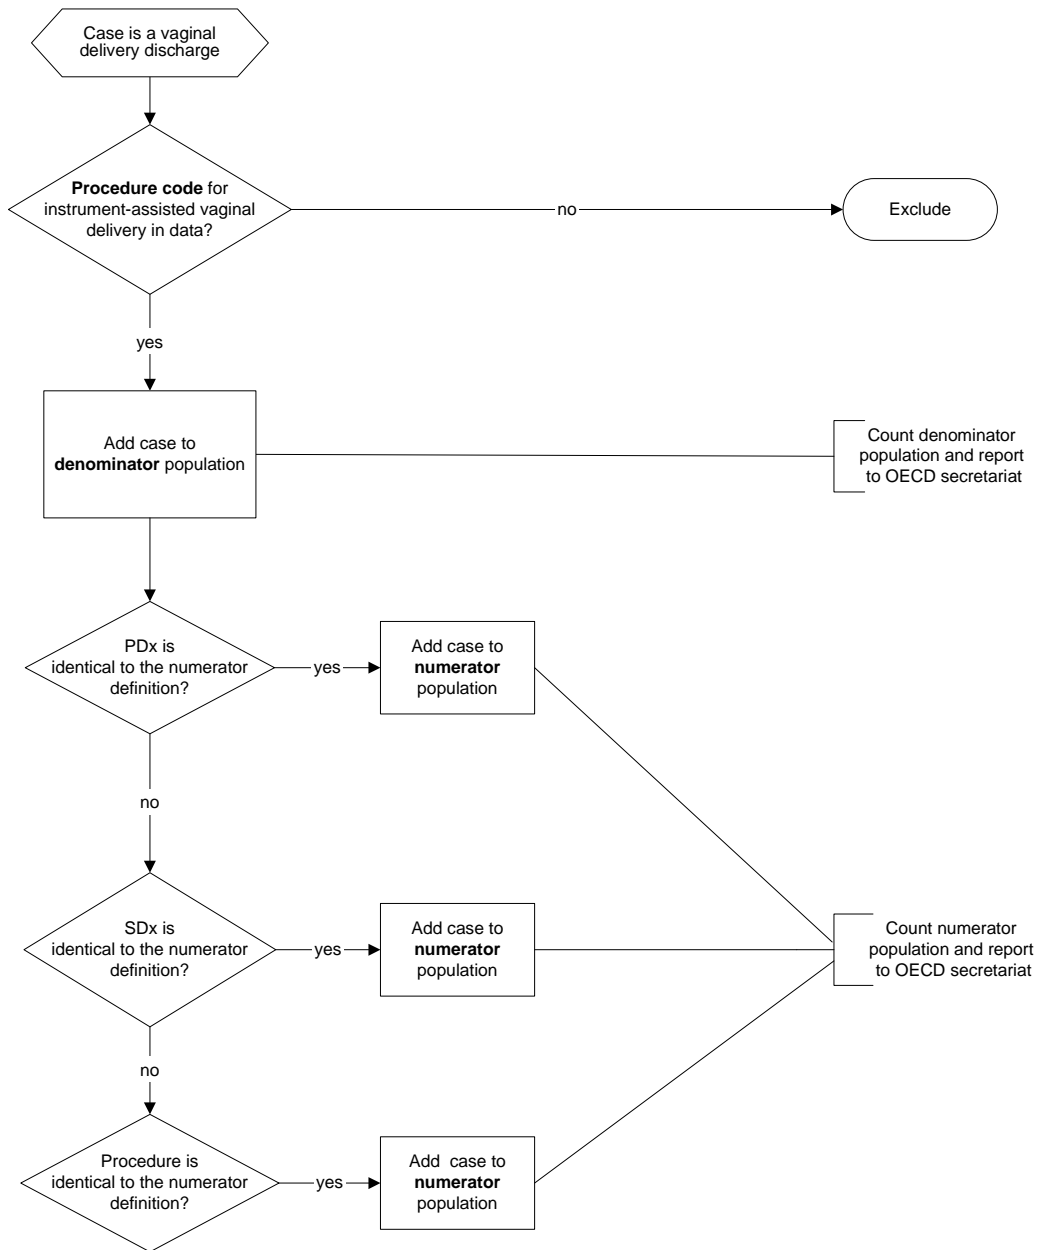 Case is a vaginal
delivery discharge
Procedure code for
instrument-assisted vaginal
delivery in data?
no
Exclude
yes
Add case to
denominator population
Count denominator
population and report
to OECD secretariat
PDx is
identical to the numerator
definition?
yes
Add case to
numerator
population
no
SDx is
identical to the numerator
definition?
yes
Add case to
numerator
population
Count numerator
population and report
to OECD secretariat
no
Procedure is
identical to the numerator
definition?
yes
Add  case to
numerator
population